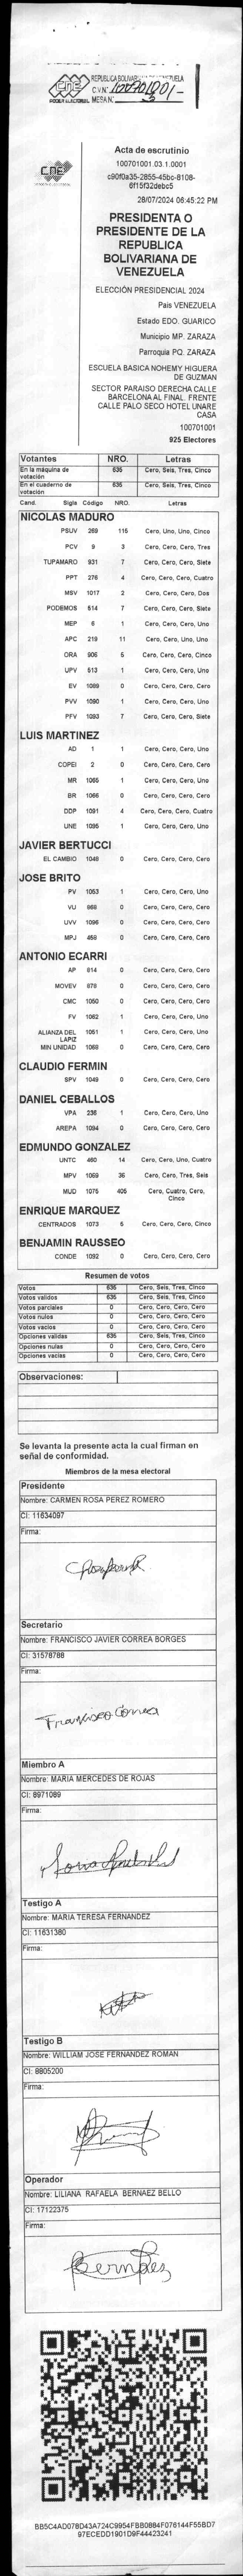 CNE
PODER ELECTORAL
REPUBLICA BOLIVARIANA DE VENEZUELA
C.V.N° 100701001
MESA N°
CNE
Acta de escrutinio
100701001.03.1.0001
c90f0a35-2855-45bc-8108-
6f15f32debc5
28/07/2024 06:45:22 PM
PRESIDENTA O
PRESIDENTE DE LA
REPUBLICA
BOLIVARIANA DE
VENEZUELA
ELECCIÓN PRESIDENCIAL 2024
Pais VENEZUELA
Estado EDO. GUARICO
Municipio MP. ZARAZA
Parroquia PQ. ZARAZA
ESCUELA BASICA NOHEMY HIGUERA
DE GUZMAN
SECTOR PARAISO DERECHA CALLE
BARCELONA AL FINAL. FRENTE
CALLE PALO SECO HOTEL UNARE
CASA
100701001
925 Electores
Votantes NRO. Letras
En la máquina de votación 635 Cero, Seis, Tres, Cinco
En el cuaderno de votación 635 Cero, Seis, Tres, Cinco
Cand. Sigla Código NRO. Letras
NICOLAS MADURO
PSUV 269 115 Cero, Uno, Uno, Cinco
PCV 9 3 Cero, Cero, Cero, Tres
TUPAMARO 931 7 Cero, Cero, Cero, Siete
PPT 276 4 Cero, Cero, Cero, Cuatro
MSV 1017 2 Cero, Cero, Cero, Dos
PODEMOS 514 7 Cero, Cero, Cero, Siete
MEP 6 1 Cero, Cero, Cero, Uno
APC 219 11 Cero, Cero, Uno, Uno
ORA 906 5 Cero, Cero, Cero, Cinco
UPV 513 1 Cero, Cero, Cero, Uno
EV 1089 0 Cero, Cero, Cero, Cero
PVV 1090 1 Cero, Cero, Cero, Uno
PFV 1093 7 Cero, Cero, Cero, Siete
LUIS MARTINEZ
AD 1 1 Cero, Cero, Cero, Uno
COPEI 2 0 Cero, Cero, Cero, Cero
MR 1065 1 Cero, Cero, Cero, Uno
BR 1066 0 Cero, Cero, Cero, Cero
DDP 1091 4 Cero, Cero, Cero, Cuatro
UNE 1095 1 Cero, Cero, Cero, Uno
JAVIER BERTUCCI
EL CAMBIO 1048 0 Cero, Cero, Cero, Cero
JOSE BRITO
PV 1053 1 Cero, Cero, Cero, Uno
VU 868 0 Cero, Cero, Cero, Cero
UVV 1096 0 Cero, Cero, Cero, Cero
MPJ 458 0 Cero, Cero, Cero, Cero
ANTONIO ECARRI
AP 814 0 Cero, Cero, Cero, Cero
MOVEV 878 0 Cero, Cero, Cero, Cero
CMC 1050 0 Cero, Cero, Cero, Cero
FV 1062 1 Cero, Cero, Cero, Uno
ALIANZA DEL LAPIZ 1051 1 Cero, Cero, Cero, Uno
MIN UNIDAD 1068 0 Cero, Cero, Cero, Cero
CLAUDIO FERMIN
SPV 1049 0 Cero, Cero, Cero, Cero
DANIEL CEBALLOS
VPA 236 1 Cero, Cero, Cero, Uno
AREPA 1094 0 Cero, Cero, Cero, Cero
EDMUNDO GONZALEZ
UNTC 460 14 Cero, Cero, Uno, Cuatro
MPV 1069 36 Cero, Cero, Tres, Seis
MUD 1075 405 Cero, Cuatro, Cero,
Cinco
ENRIQUE MARQUEZ
CENTRADOS 1073 5 Cero, Cero, Cero, Cinco
BENJAMIN RAUSSEO
CONDE 1092 0 Cero, Cero, Cero, Cero
Resumen de votos
Votos 635 Cero, Seis, Tres, Cinco
Votos validos 635 Cero, Seis, Tres, Cinco
Votos parciales 0 Cero, Cero, Cero, Cero
Votos nulos 0 Cero, Cero, Cero, Cero
Votos vacios 0 Cero, Cero, Cero, Cero
Opciones validas 635 Cero, Seis, Tres, Cinco
Opciones nulas 0 Cero, Cero, Cero, Cero
Opciones vacias 0 Cero, Cero, Cero, Cero
Observaciones:
Se levanta la presente acta la cual firman en
señal de conformidad.
Miembros de la mesa electoral
Presidente
Nombre: CARMEN ROSA PEREZ ROMERO
CI: 11634097
Firma:
Secretario
Nombre: FRANCISCO JAVIER CORREA BORGES
CI: 31578788
Firma:
Francisco Correa
Miembro A
Nombre: MARIA MERCEDES DE ROJAS
CI: 8971089
Firma:
Testigo A
Nombre: MARIA TERESA FERNANDEZ
CI: 11631380
Firma:
Testigo B
Nombre: WILLIAM JOSE FERNANDEZ ROMAN
CI: 8805200
Firma:
Operador
Nombre: LILIANA RAFAELA BERNAEZ BELLO
CI: 17122375
Firma:
Bernaez
BB5C4AD078D43A724C9954FBB0884F076144F55BD7
97ECEDD1901D9F44423241